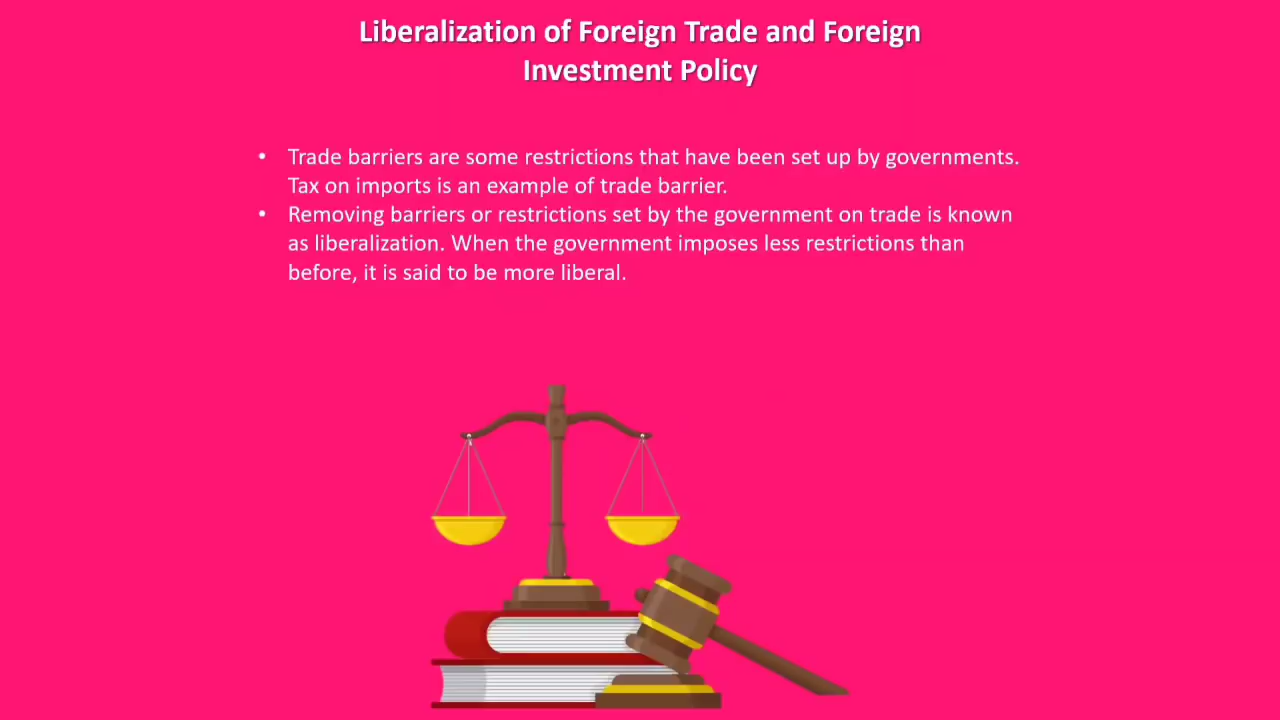 Liberalization of Foreign Trade and Foreign
Investment Policy
• Trade barriers are some restrictions that have been set up by governments.
Tax on imports is an example of trade barrier.
• Removing barriers or restrictions set by the government on trade is known
as liberalization. When the government imposes less restrictions than
before, it is said to be more liberal.